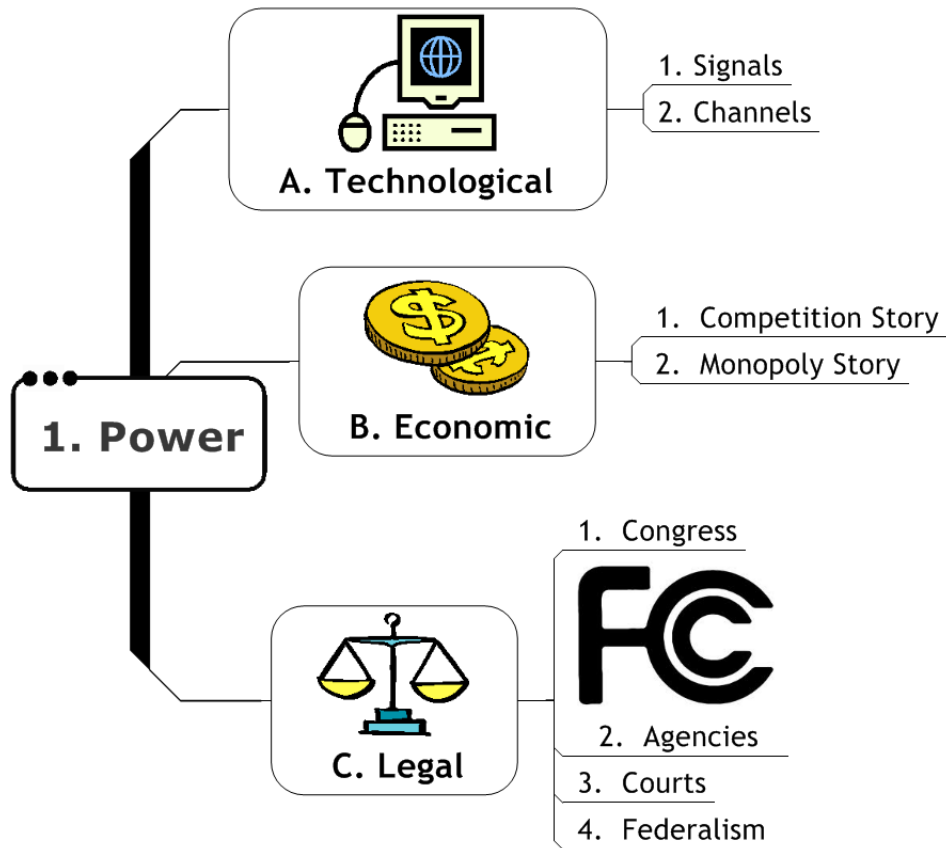 1. Power
A. Technological
1. Signals
2. Channels
B. Economic
1. Competition Story
2. Monopoly Story
C. Legal
1. Congress
FCC
2. Agencies
3. Courts
4. Federalism